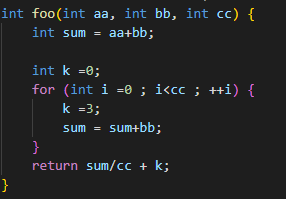 int foo(int aa, int bb, int cc) {
    int sum = aa+bb;

    int k =0;
    for (int i =0 ; i<cc ; ++i) {
        k =3;
        sum = sum+bb;
    }
    return sum/cc + k;
}